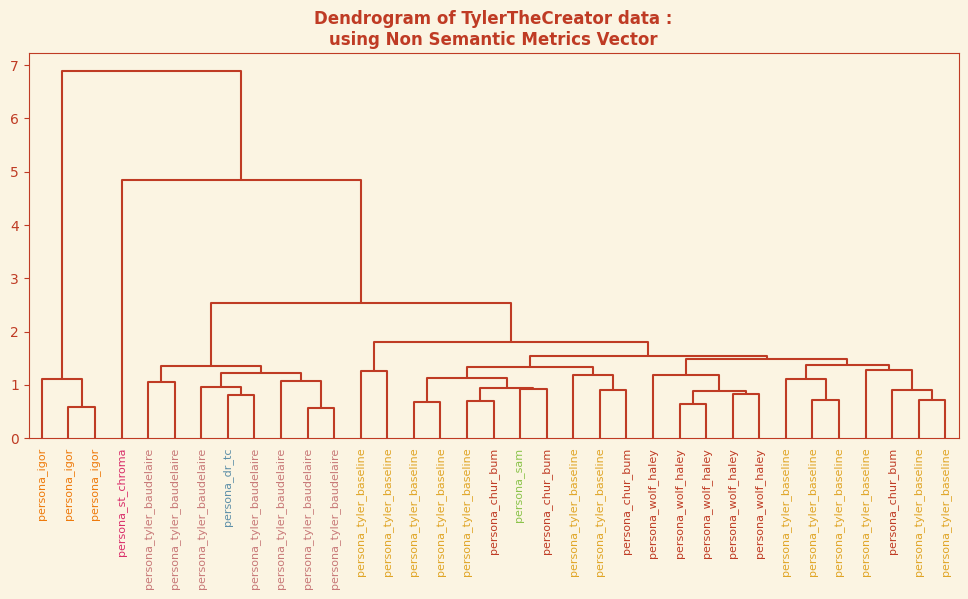 Dendrogram of TylerTheCreator data :
using Non Semantic Metrics Vector
7
6
5
4
3
2
1
0
persona_igor
persona_igor
persona_igor
persona_st_chroma
persona_tyler_baudelaire
persona_tyler_baudelaire
persona_tyler_baudelaire
persona_dr_tc
persona_tyler_baudelaire
persona_tyler_baudelaire
persona_tyler_baudelaire
persona_tyler_baudelaire
persona_tyler_baseline
persona_tyler_baseline
persona_tyler_baseline
persona_tyler_baseline
persona_tyler_baseline
persona_chur_bum
persona_sam
persona_chur_bum
persona_tyler_baseline
persona_tyler_baseline
persona_chur_bum
persona_wolf_haley
persona_wolf_haley
persona_wolf_haley
persona_wolf_haley
persona_wolf_haley
persona_tyler_baseline
persona_tyler_baseline
persona_tyler_baseline
persona_tyler_baseline
persona_chur_bum
persona_tyler_baseline
persona_tyler_baseline